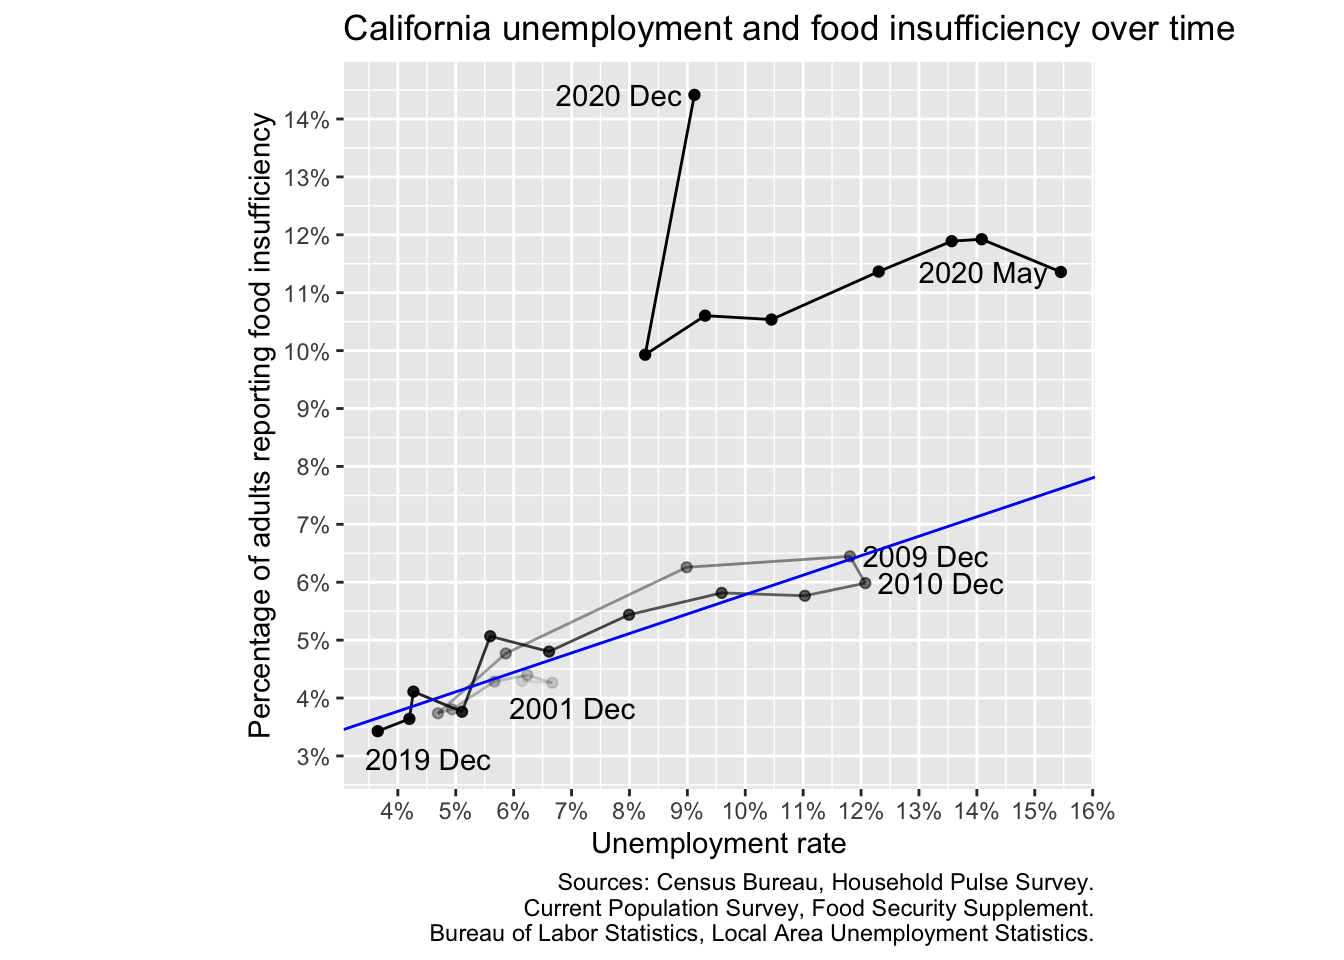 California unemployment and food insufficiency over time
Percentage of adults reporting food insufficiency
14%
13%
12%
11%
10%
9%
8%
7%
6%
5%
4%
3%
2020 Dec
2020 May
2009 Dec
2010 Dec
2001 Dec
2019 Dec
4% 5% 6% 7% 8% 9% 10% 11% 12% 13% 14% 15% 16%
Unemployment rate
Sources: Census Bureau, Household Pulse Survey.
Current Population Survey, Food Security Supplement.
Bureau of Labor Statistics, Local Area Unemployment Statistics.